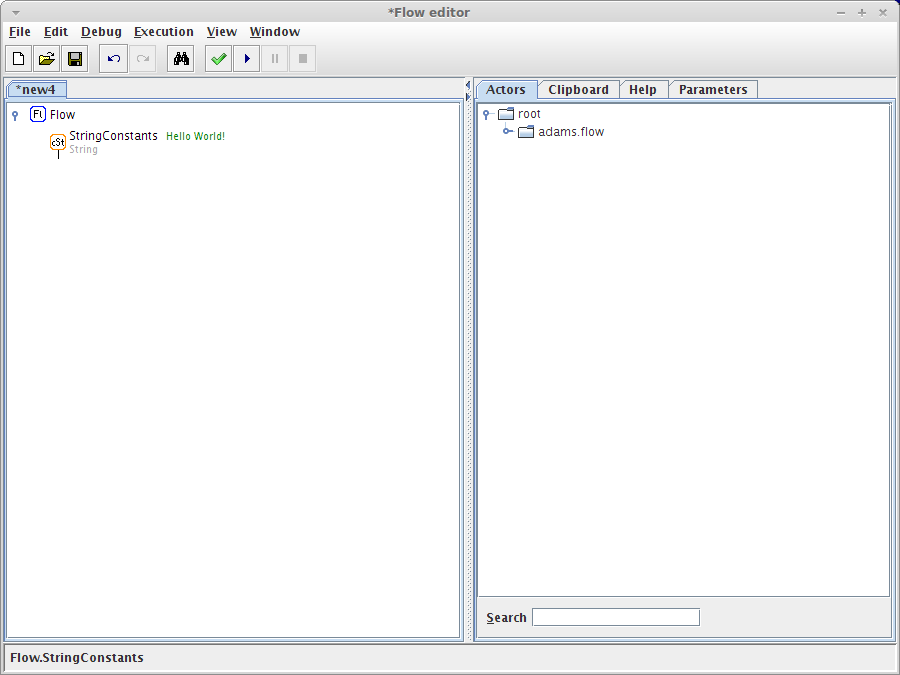 *Flow editor
File Edit Debug Execution View Window
*new4
Fl Flow
cSt StringConstants Hello World!
String
Actors Clipboard Help Parameters
root
adams.flow
Search
Flow.StringConstants